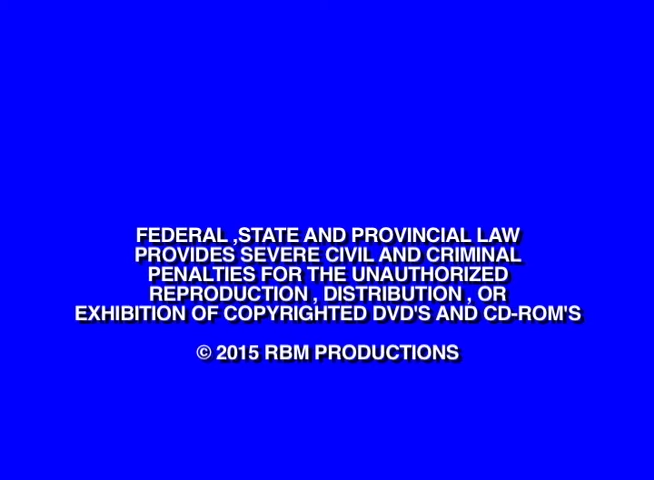 FEDERAL ,STATE AND PROVINCIAL LAW
PROVIDES SEVERE CIVIL AND CRIMINAL
PENALTIES FOR THE UNAUTHORIZED
REPRODUCTION , DISTRIBUTION , OR
EXHIBITION OF COPYRIGHTED DVD'S AND CD-ROM'S
© 2015 RBM PRODUCTIONS